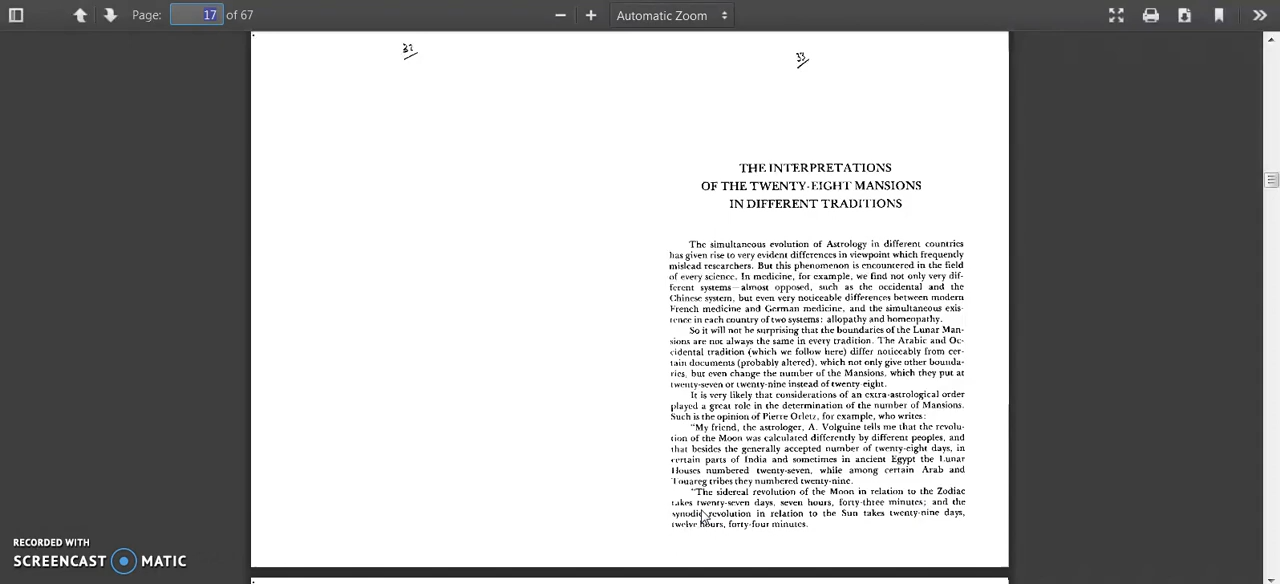 Page: 17 of 67
Automatic Zoom
32
33
THE INTERPRETATIONS
OF THE TWENTY-EIGHT MANSIONS
IN DIFFERENT TRADITIONS
The simultaneous evolution of Astrology in different countries
has given rise to very evident differences in viewpoint which frequently
mislead researchers. But this phenomenon is encountered in the field
of every science. In medicine, for example, we find not only very dif-
ferent systems—almost opposed, such as the occidental and the
Chinese system, but even very noticeable differences between modern
French medicine and German medicine, and the simultaneous exis-
tence in each country of two systems: allopathy and homeopathy.
So it will not be surprising that the boundaries of the Lunar Man-
sions are not always the same in every tradition. The Arabic and Oc-
cidental tradition (which we follow here) differ noticeably from cer-
tain documents (probably altered), which not only give other bounda-
ries, but even change the number of the Mansions, which they put at
twenty-seven or twenty-nine instead of twenty-eight.
It is very likely that considerations of an extra-astrological order
played a great role in the determination of the number of Mansions.
Such is the opinion of Pierre Orletz, for example, who writes:
"My friend, the astrologer, A. Volguine tells me that the revolu-
tion of the Moon was calculated differently by different peoples, and
that besides the generally accepted number of twenty-eight days, in
certain parts of India and sometimes in ancient Egypt the Lunar
Houses numbered twenty-seven, while among certain Arab and
Touareg tribes they numbered twenty-nine.
"The sidereal revolution of the Moon in relation to the Zodiac
takes twenty-seven days, seven hours, forty-three minutes; and the
synodic revolution in relation to the Sun takes twenty-nine days,
twelve hours, forty-four minutes.
RECORDED WITH
SCREENCAST MATIC